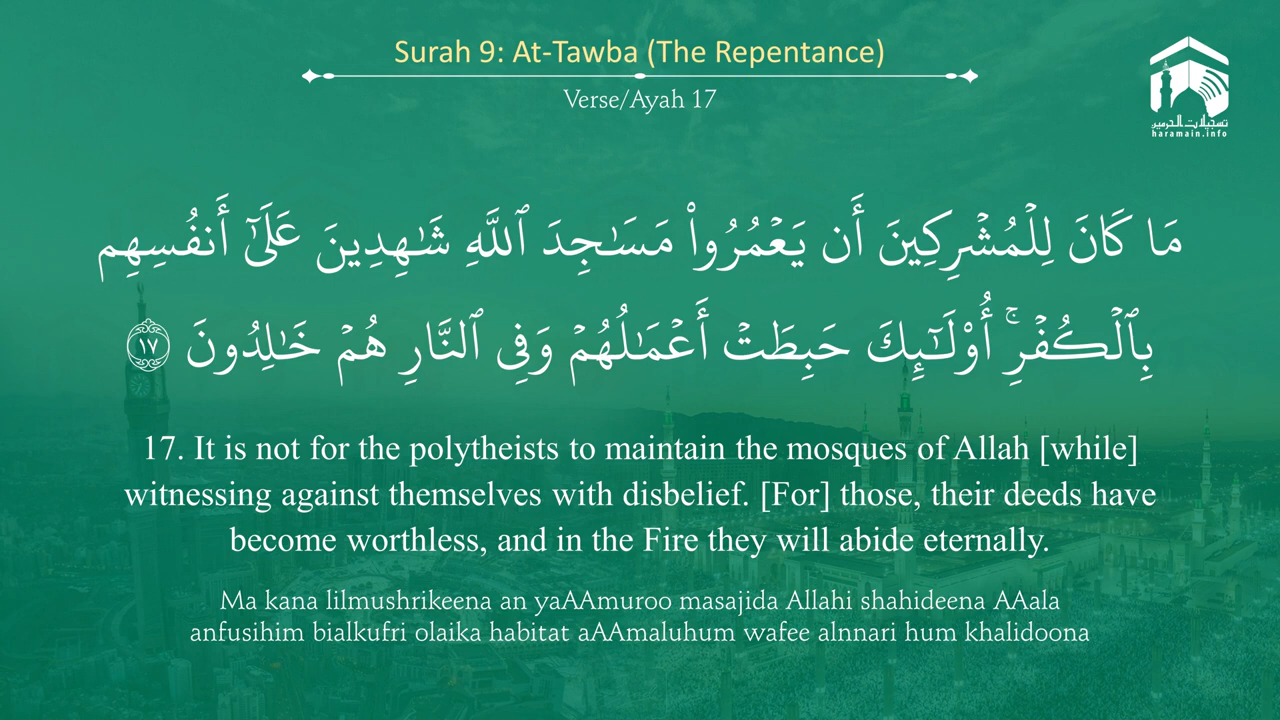 Surah 9: At-Tawba (The Repentance)
Verse/Ayah 17
تسجيلات الحرمين
haramain.info
مَا كَانَ لِلْمُشْرِكِينَ أَن يَعْمُرُوا۟ مَسَـٰجِدَ ٱللَّهِ شَـٰهِدِينَ عَلَىٰٓ أَنفُسِهِم
بِٱلْكُفْرِ ۚ أُو۟لَـٰٓئِكَ حَبِطَتْ أَعْمَـٰلُهُمْ وَفِى ٱلنَّارِ هُمْ خَـٰلِدُونَ ١٧
17. It is not for the polytheists to maintain the mosques of Allah [while]
witnessing against themselves with disbelief. [For] those, their deeds have
become worthless, and in the Fire they will abide eternally.
Ma kana lilmushrikeena an yaAAmuroo masajida Allahi shahideena AAala
anfusihim bialkufri olaika habitat aAAmaluhum wafee alnnari hum khalidoona